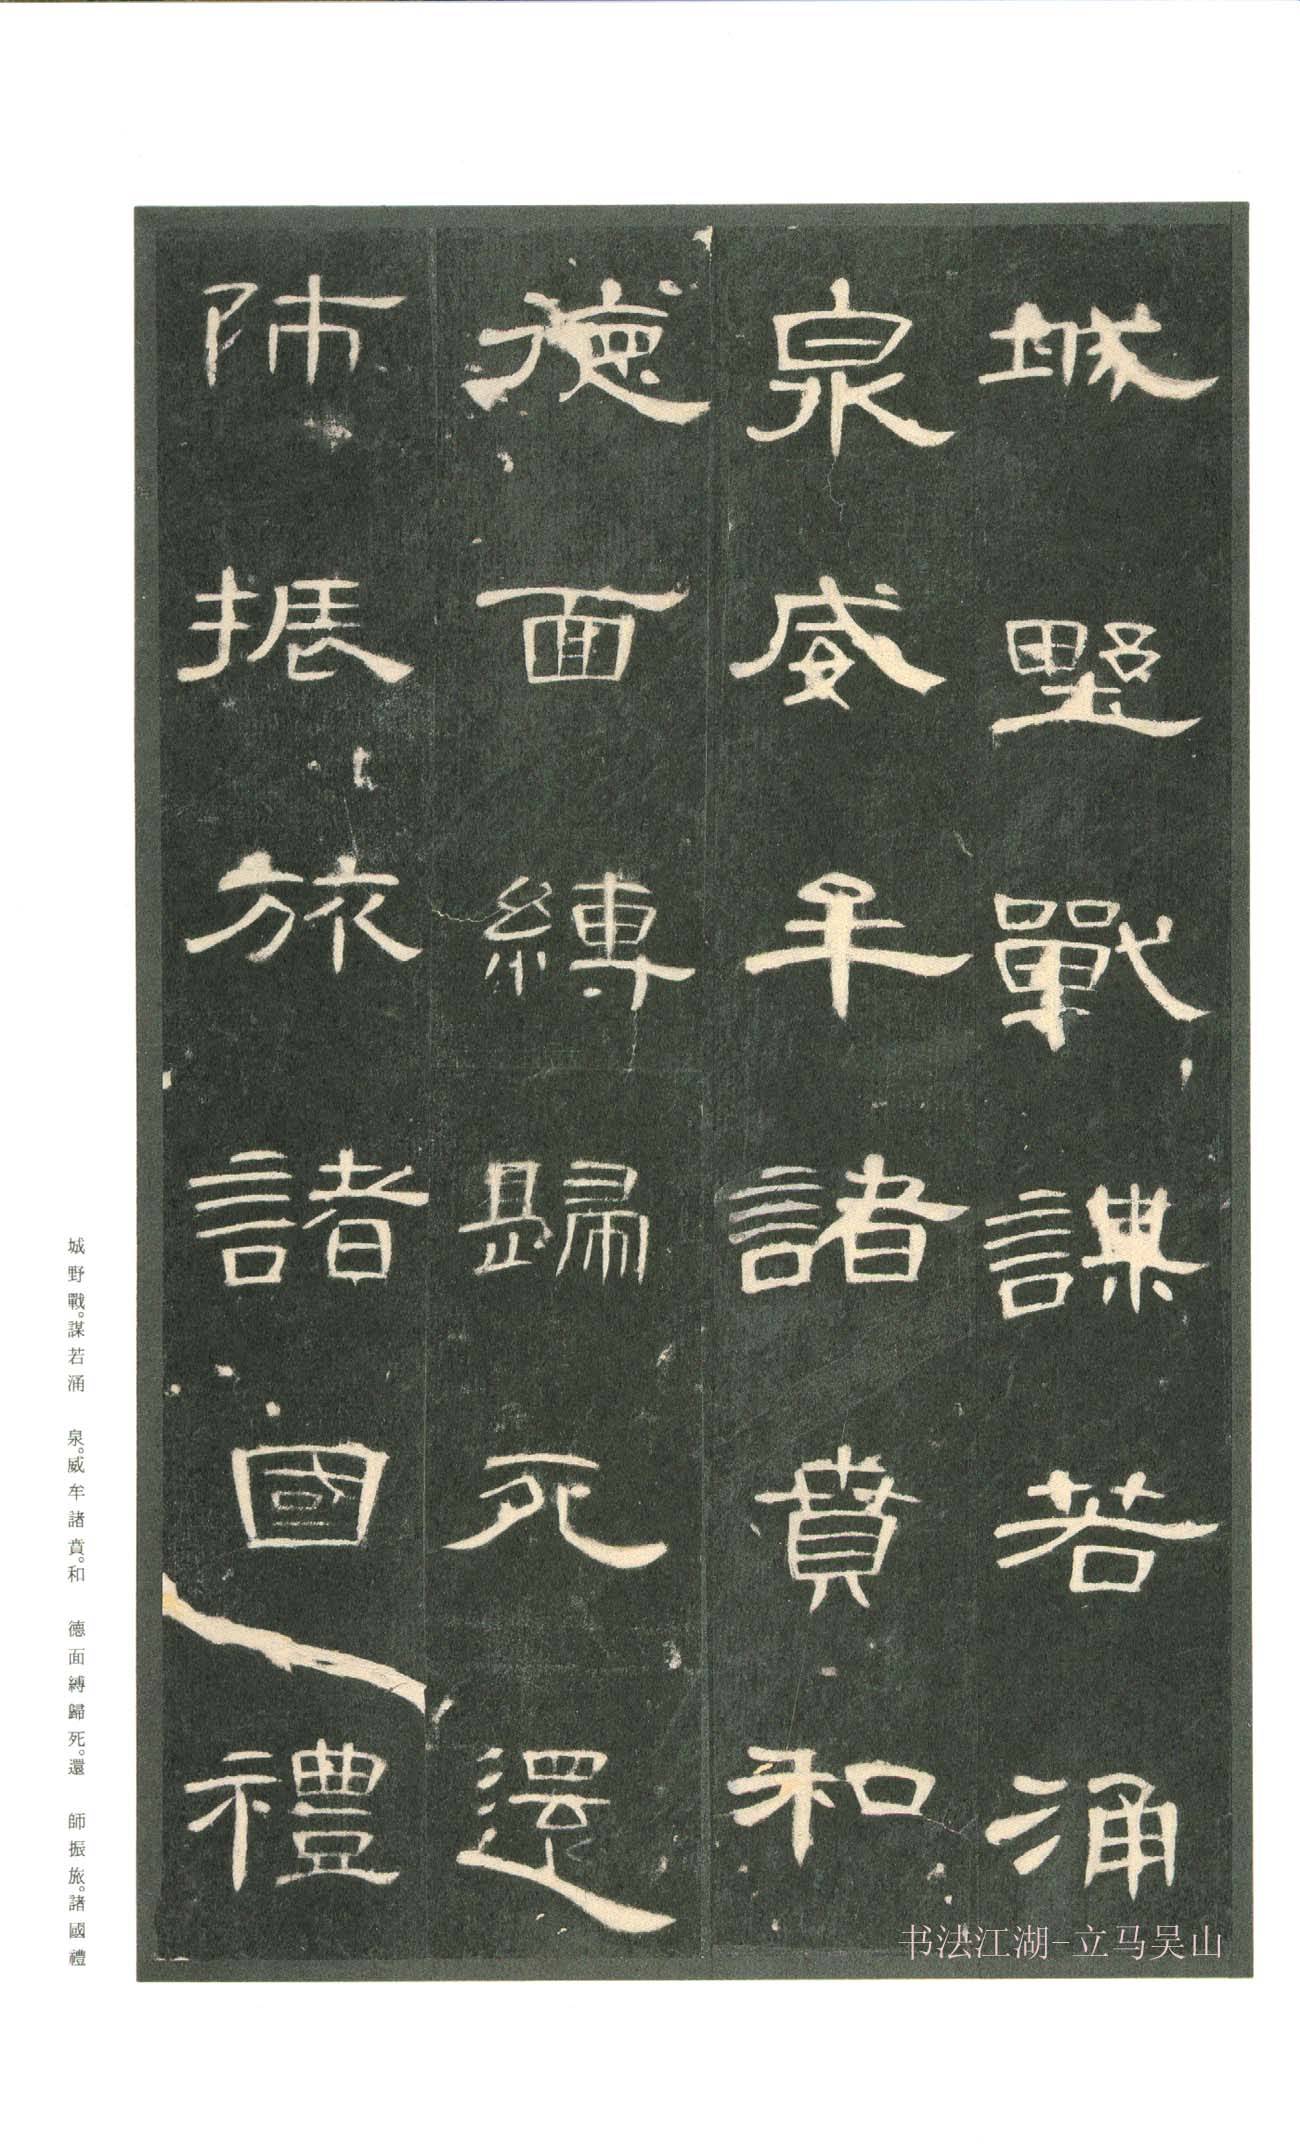 城野戰謀若涌
泉威牟諸賁和
德面縛歸死還
師振旅諸國禮
城野戰。謀若涌　泉。威牟諸賁。和　德面縛歸死。還　師振旅。諸國禮
书法江湖-立马吴山